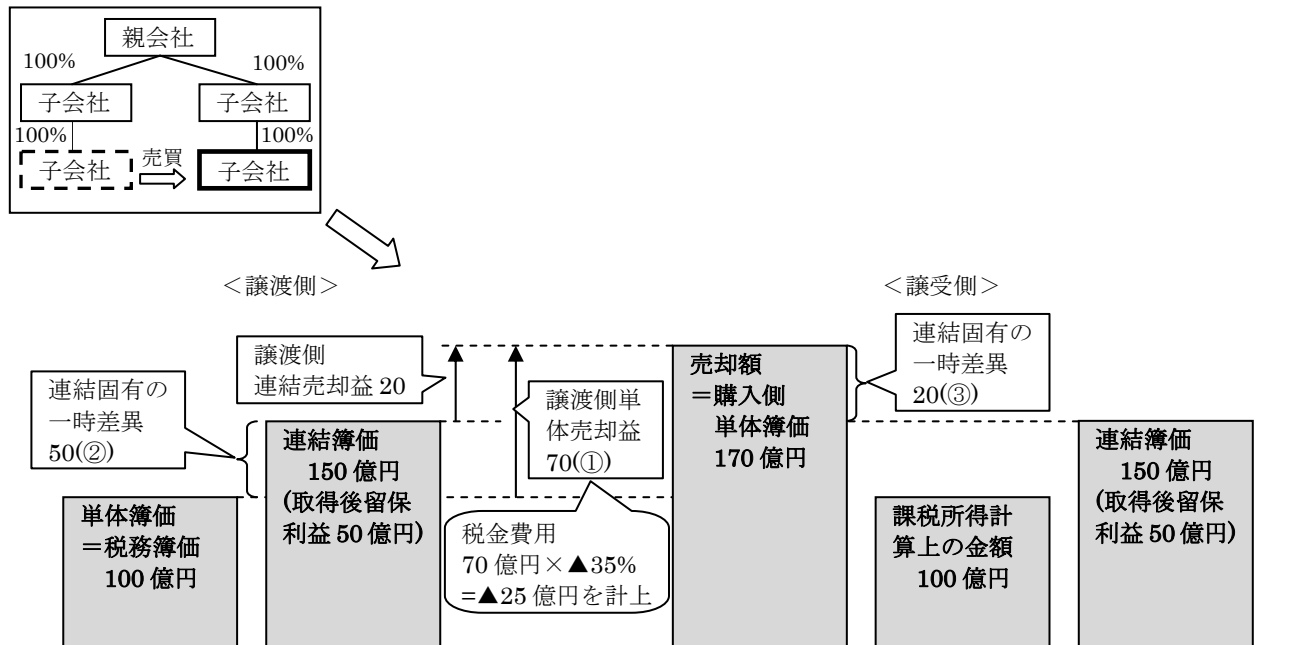 親会社
100%
100%
子会社
子会社
100%
100%
子会社
売買
子会社
＜譲渡側＞
＜譲受側＞
連結固有の
一時差異
50(②)
譲渡側
連結売却益 20
譲渡側単
体売却益
70(①)
売却額
＝購入側
単体簿価
170 億円
連結固有の
一時差異
20(③)
単体簿価
＝税務簿価
100 億円
連結簿価
150 億円
(取得後留保
利益 50 億円)
税金費用
70 億円×▲35%
=▲25 億円を計上
課税所得計
算上の金額
100 億円
連結簿価
150 億円
(取得後留保
利益 50 億円)